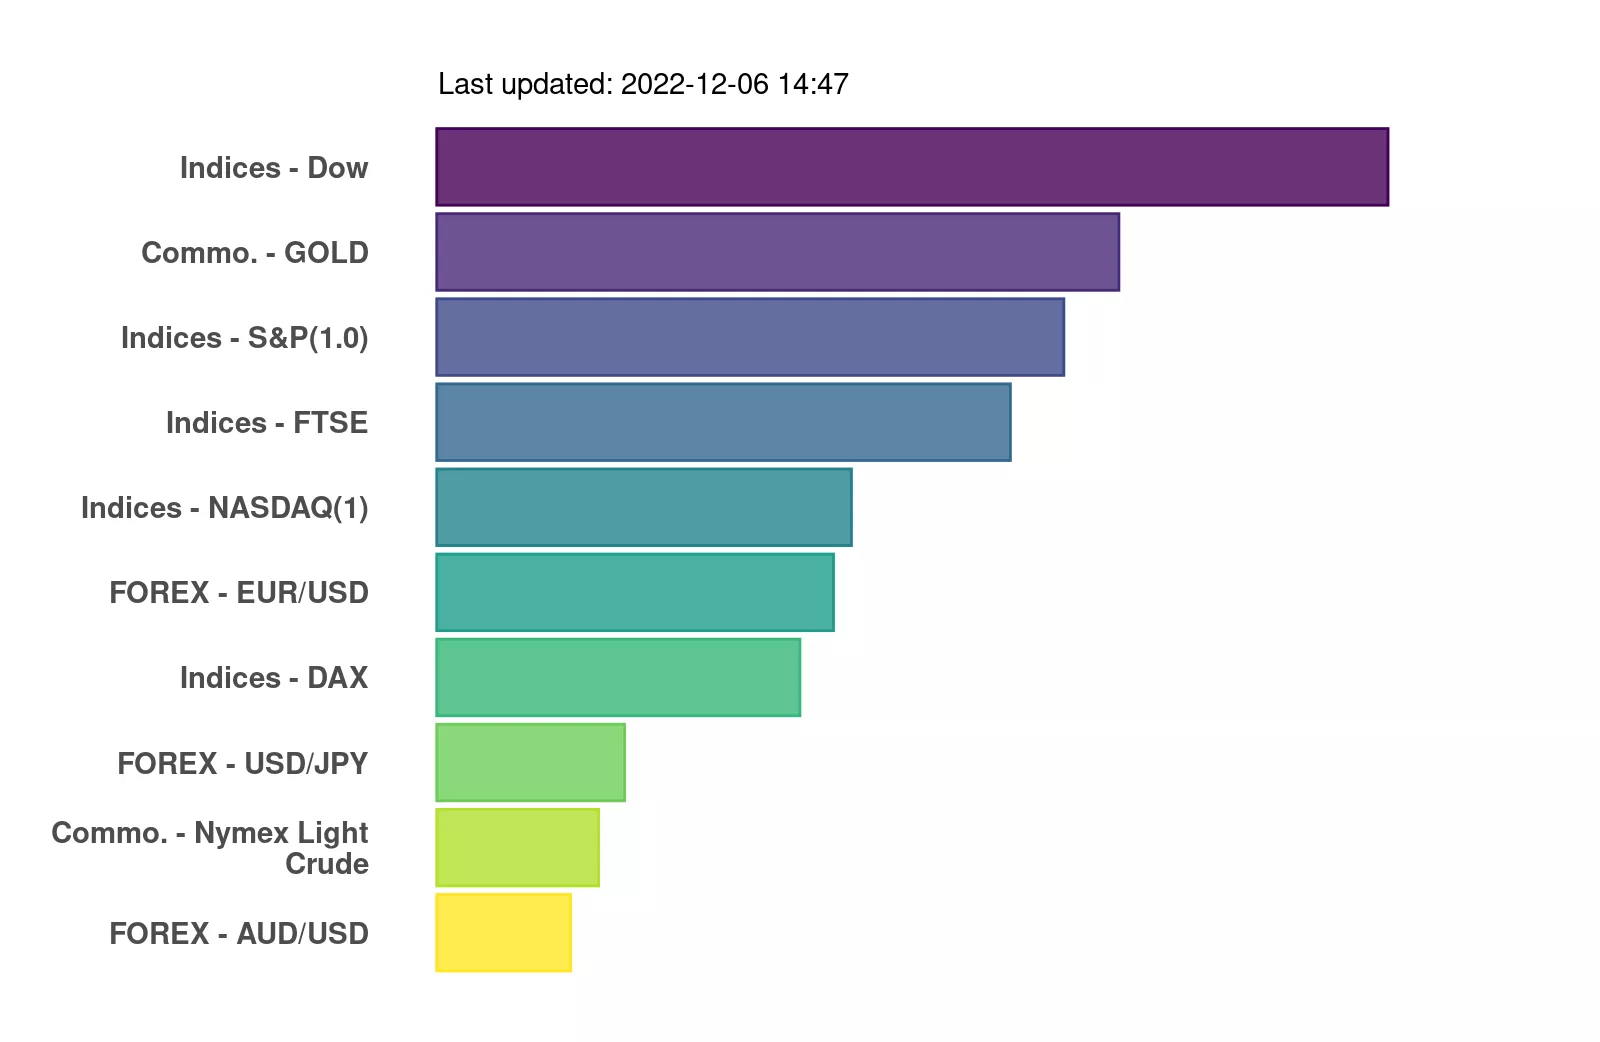 Last updated: 2022-12-06 14:47
Indices - Dow
Commo. - GOLD
Indices - S&P(1.0)
Indices - FTSE
Indices - NASDAQ(1)
FOREX - EUR/USD
Indices - DAX
FOREX - USD/JPY
Commo. - Nymex Light
Crude
FOREX - AUD/USD